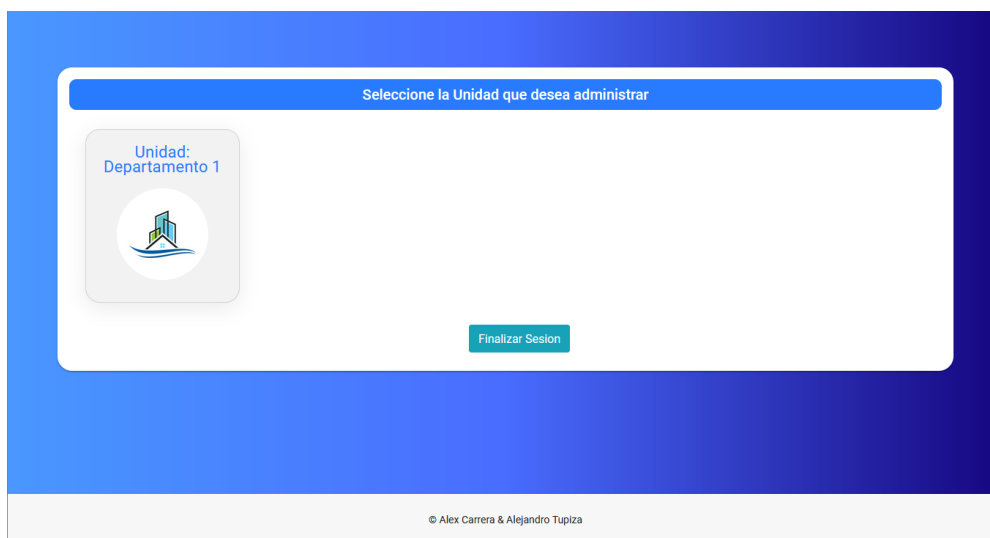 Seleccione la Unidad que desea administrar
Unidad:
Departamento 1
Finalizar Sesion
© Alex Carrera & Alejandro Tupiza